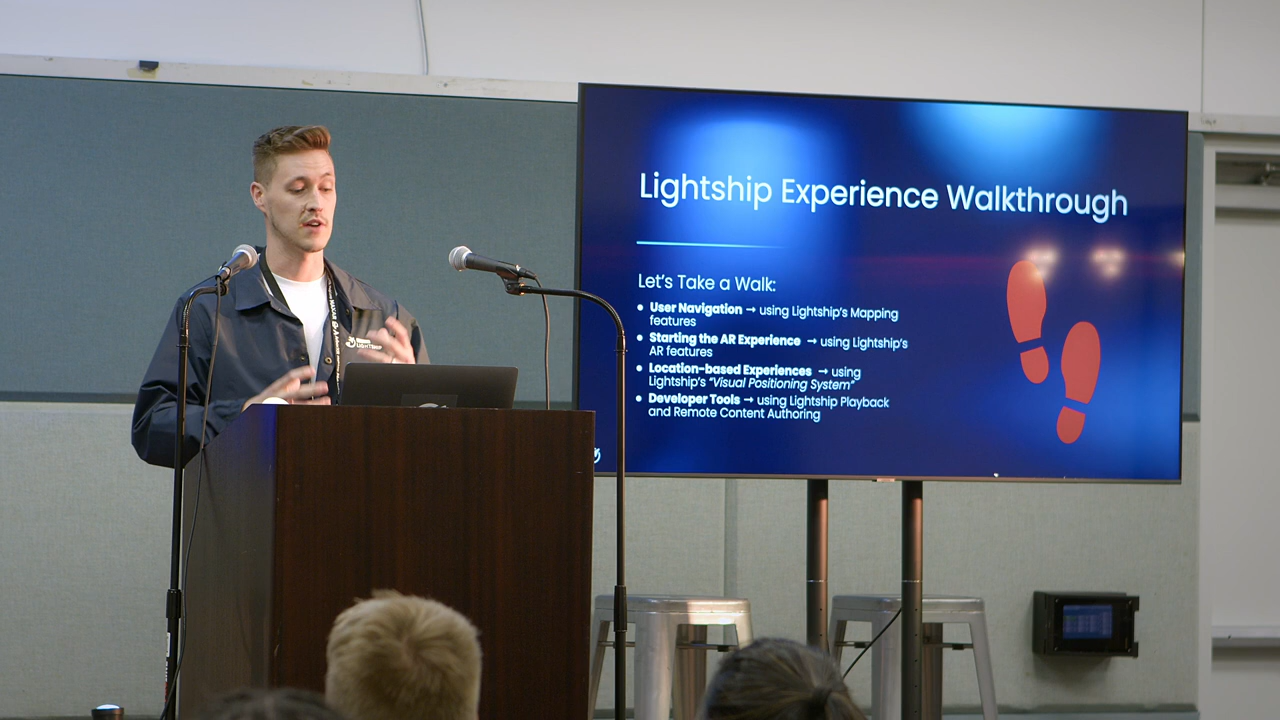 Lightship Experience Walkthrough
Let's Take a Walk:
• User Navigation → using Lightship's Mapping
features
• Starting the AR Experience → using Lightship's
AR features
• Location-based Experiences → using
Lightship's "Visual Positioning System"
• Developer Tools → using Lightship Playback
and Remote Content Authoring